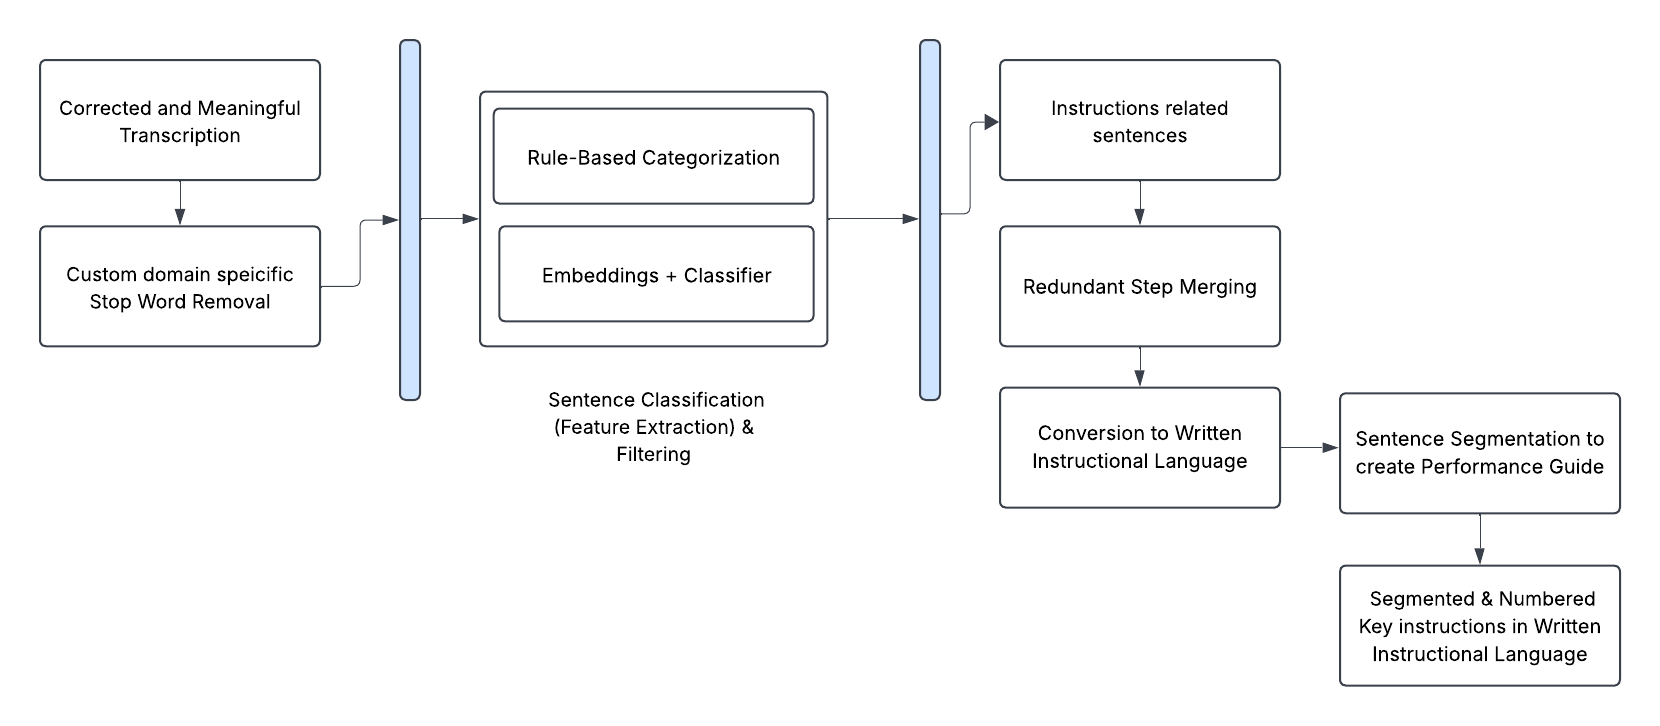 Corrected and Meaningful
Transcription
Custom domain speicific
Stop Word Removal
Rule-Based Categorization
Embeddings + Classifier
Sentence Classification
(Feature Extraction) &
Filtering
Instructions related
sentences
Redundant Step Merging
Conversion to Written
Instructional Language
Sentence Segmentation to
create Performance Guide
Segmented & Numbered
Key instructions in Written
Instructional Language